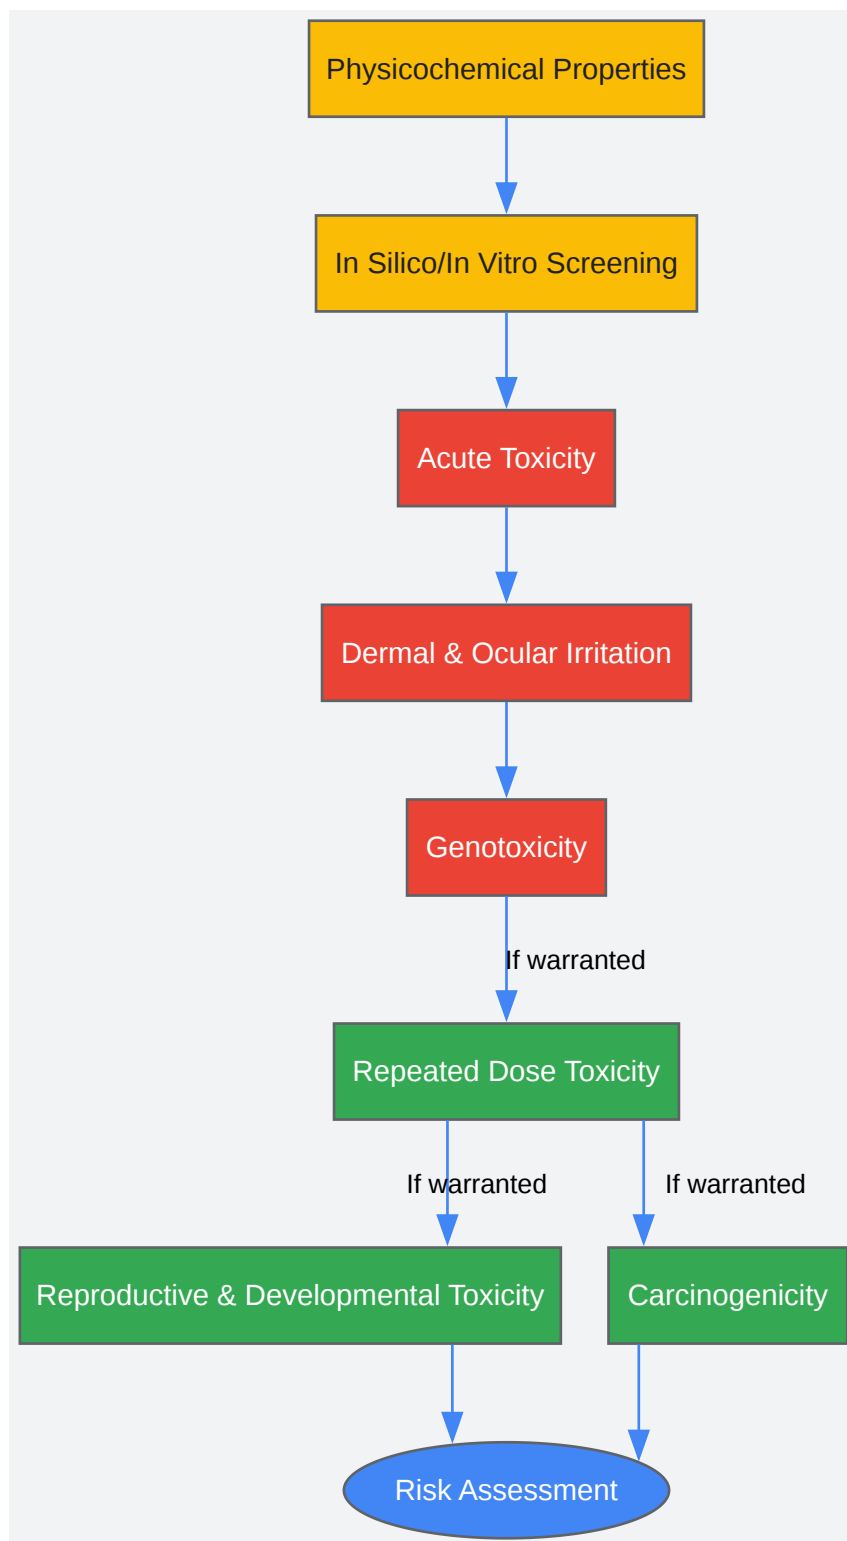 Physicochemical Properties
In Silico/In Vitro Screening
Acute Toxicity
Dermal & Ocular Irritation
Genotoxicity
If warranted
Repeated Dose Toxicity
If warranted
If warranted
Reproductive & Developmental Toxicity
Carcinogenicity
Risk Assessment